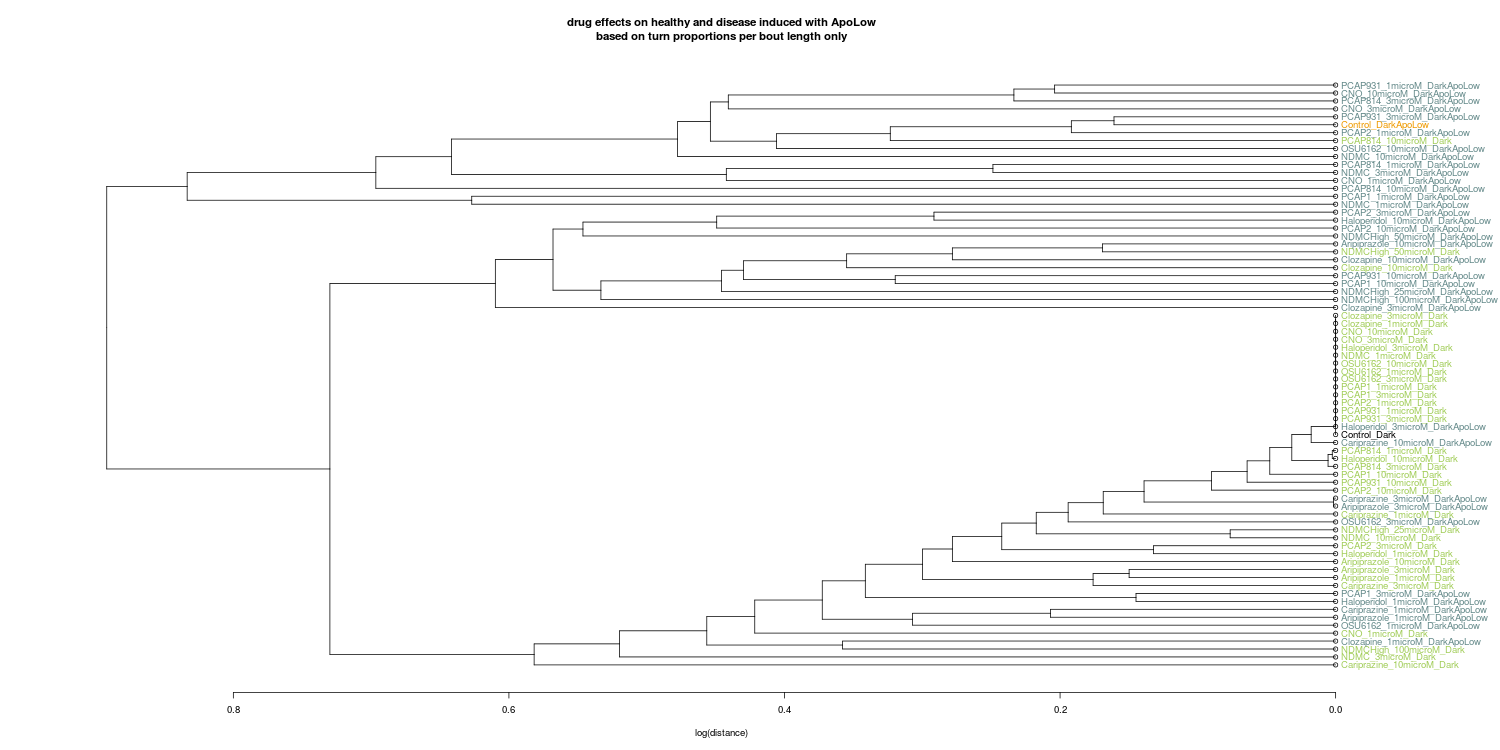 drug effects on healthy and disease induced with ApoLow
based on turn proportions per bout length only
PCAP931_1microM_DarkApoLow
CNO_10microM_DarkApoLow
PCAP814_3microM_DarkApoLow
CNO_3microM_DarkApoLow
PCAP931_3microM_DarkApoLow
Control_DarkApoLow
PCAP2_1microM_DarkApoLow
PCAP814_10microM_Dark
OSU6162_10microM_DarkApoLow
NDMC_10microM_DarkApoLow
PCAP814_1microM_DarkApoLow
NDMC_3microM_DarkApoLow
CNO_1microM_DarkApoLow
PCAP814_10microM_DarkApoLow
PCAP1_1microM_DarkApoLow
NDMC_1microM_DarkApoLow
PCAP2_3microM_DarkApoLow
Haloperidol_10microM_DarkApoLow
PCAP2_10microM_DarkApoLow
NDMCHigh_50microM_DarkApoLow
Aripiprazole_10microM_DarkApoLow
NDMCHigh_50microM_Dark
Clozapine_10microM_DarkApoLow
Clozapine_10microM_Dark
PCAP931_10microM_DarkApoLow
PCAP1_10microM_DarkApoLow
NDMCHigh_25microM_DarkApoLow
NDMCHigh_100microM_DarkApoLow
Clozapine_3microM_DarkApoLow
Clozapine_3microM_Dark
Clozapine_1microM_Dark
CNO_10microM_Dark
CNO_3microM_Dark
Haloperidol_3microM_Dark
NDMC_1microM_Dark
OSU6162_10microM_Dark
OSU6162_1microM_Dark
OSU6162_3microM_Dark
PCAP1_1microM_Dark
PCAP1_3microM_Dark
PCAP2_1microM_Dark
PCAP931_1microM_Dark
PCAP931_3microM_Dark
Haloperidol_3microM_DarkApoLow
Control_Dark
Cariprazine_10microM_DarkApoLow
PCAP814_1microM_Dark
Haloperidol_10microM_Dark
PCAP814_3microM_Dark
PCAP1_10microM_Dark
PCAP931_10microM_Dark
PCAP2_10microM_Dark
Cariprazine_3microM_DarkApoLow
Aripiprazole_3microM_DarkApoLow
Cariprazine_1microM_Dark
OSU6162_3microM_DarkApoLow
NDMCHigh_25microM_Dark
NDMC_10microM_Dark
PCAP2_3microM_Dark
Haloperidol_1microM_Dark
Aripiprazole_10microM_Dark
Aripiprazole_3microM_Dark
Aripiprazole_1microM_Dark
Cariprazine_3microM_Dark
PCAP1_3microM_DarkApoLow
Haloperidol_1microM_DarkApoLow
Cariprazine_1microM_DarkApoLow
Aripiprazole_1microM_DarkApoLow
OSU6162_1microM_DarkApoLow
CNO_1microM_Dark
Clozapine_1microM_DarkApoLow
NDMCHigh_100microM_Dark
NDMC_3microM_Dark
Cariprazine_10microM_Dark
0.8 0.6 0.4 0.2 0.0
log(distance)